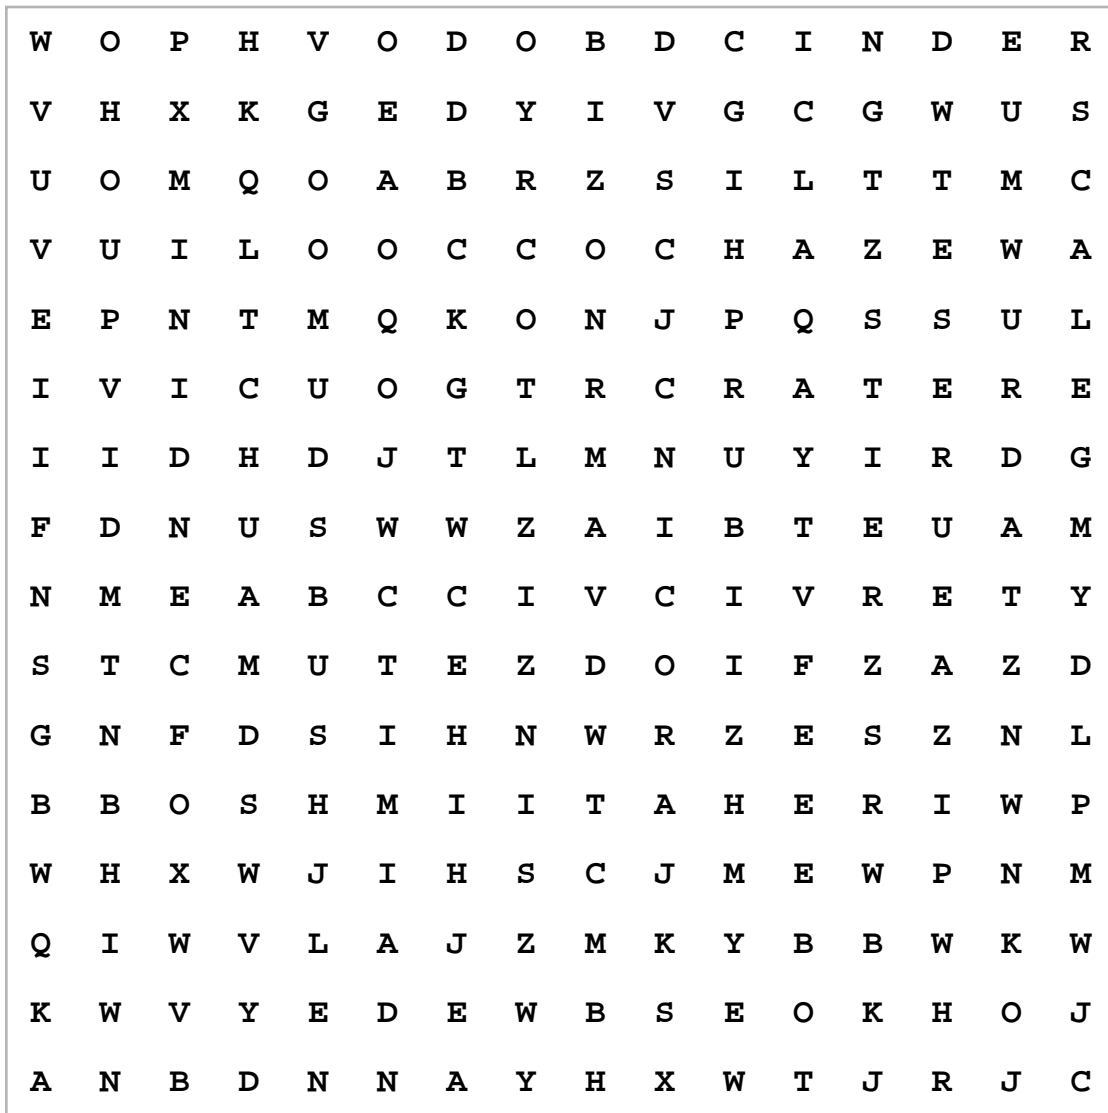 W O P H V O D O B D C I N D E R
V H X K G E D Y I V G C G W U S
U O M Q O A B R Z S I L T T M C
V U I L O O C C O C H A Z E W A
E P N T M Q K O N J P Q S S U L
I V I C U O G T R C R A T E R E
I I D H D J T L M N U Y I R D G
F D N U S W W Z A I B T E U A M
N M E A B C C I V C I V R E T Y
S T C M U T E Z D O I F Z A Z D
G N F D S I H N W R Z E S Z N L
B B O S H M I I T A H E R I W P
W H X W J I H S C J M E W P N M
Q I W V L A J Z M K Y B B W K W
K W V Y E D E W B S E O K H O J
A N B D N N A Y H X W T J R J C